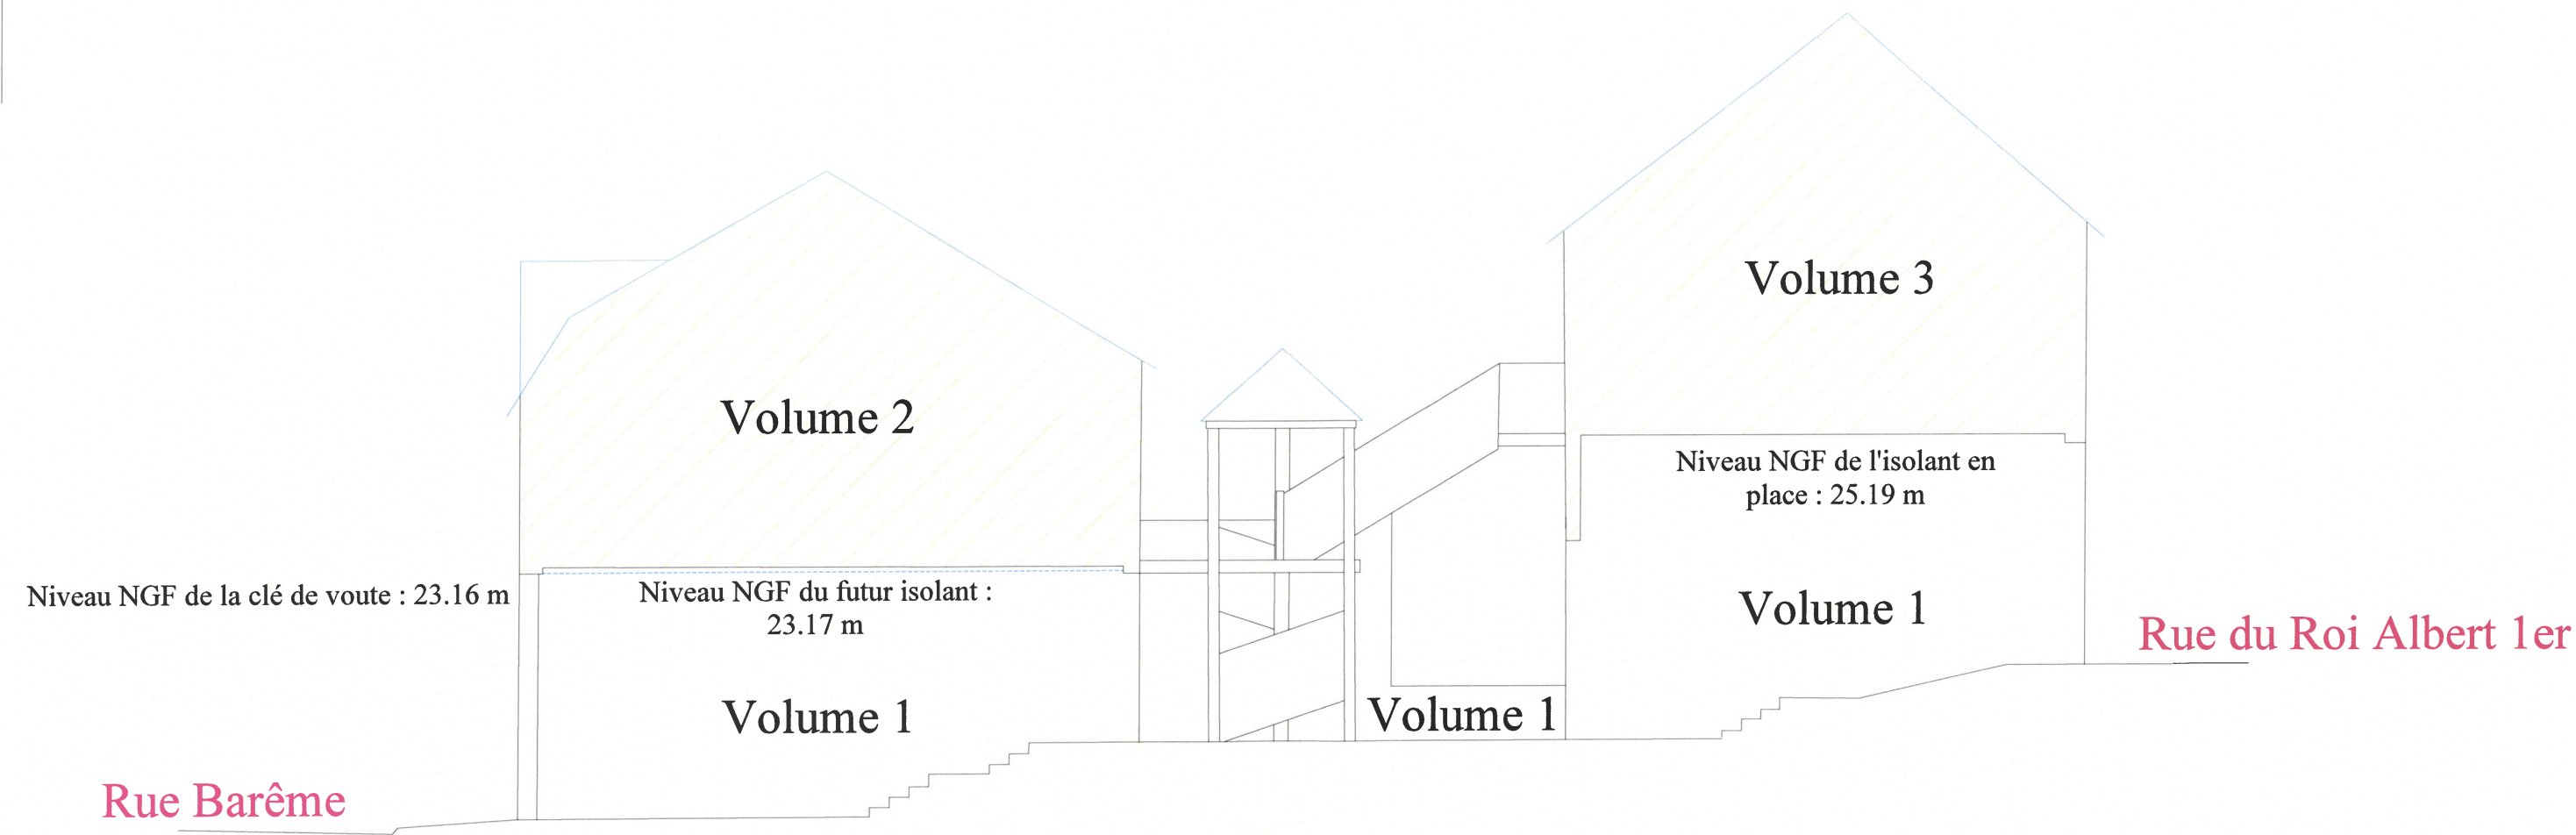 Volume 3
Volume 2
Niveau NGF de l'isolant en
place : 25.19 m
Niveau NGF de la clé de voute : 23.16 m
Niveau NGF du futur isolant :
23.17 m
Volume 1
Rue du Roi Albert 1er
Volume 1
Volume 1
Rue Barême